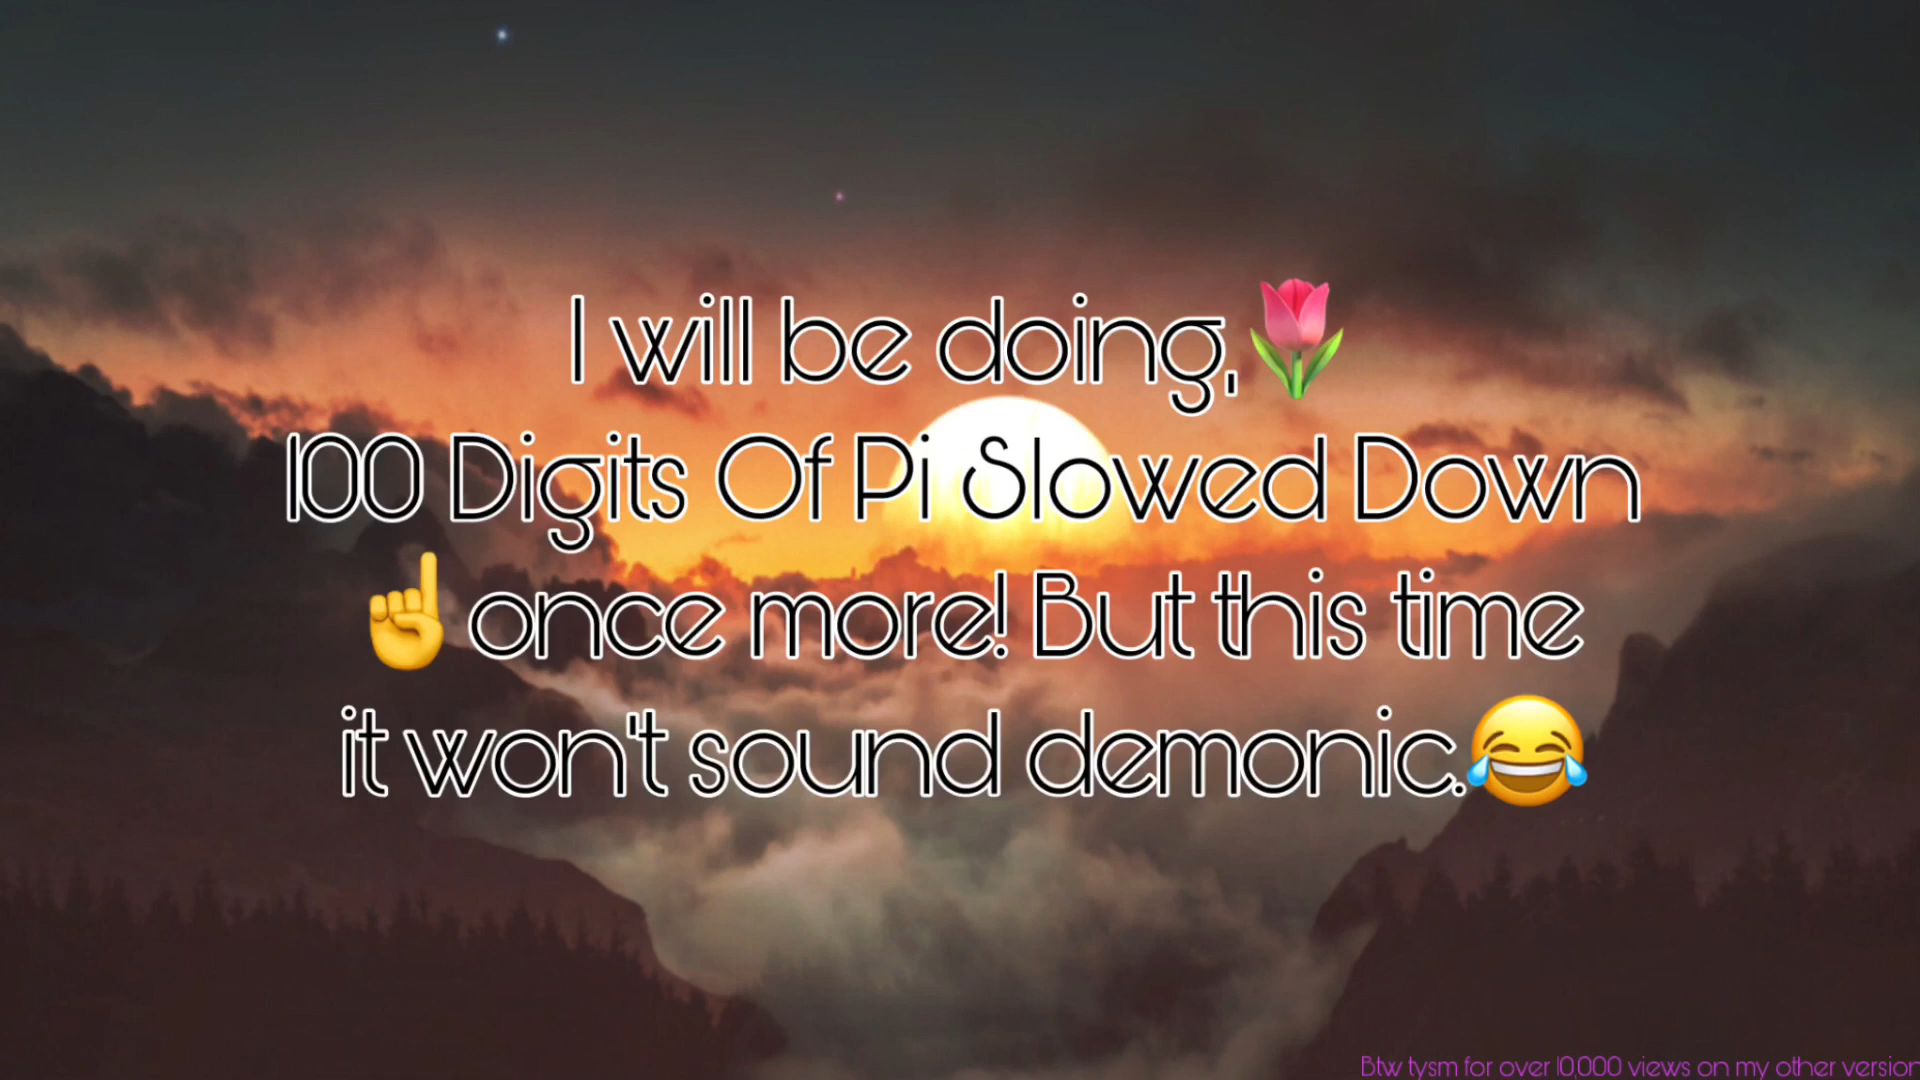 I will be doing,🌷
100 Digits Of Pi Slowed Down
☝️once more! But this time
it won't sound demonic.😂
Btw tysm for over 10,000 views on my other version